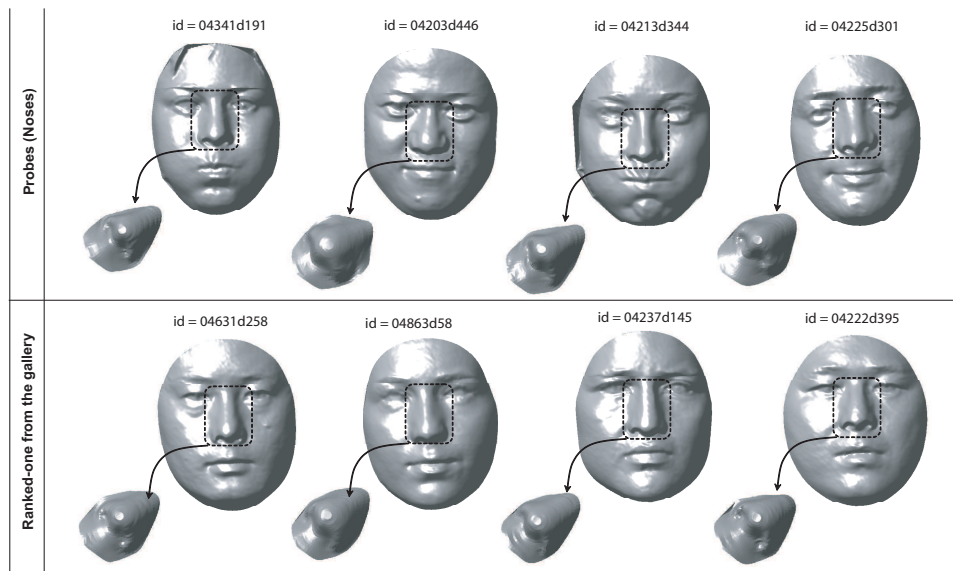 Probes (Noses)
id = 04341d191
id = 04203d446
id = 04213d344
id = 04225d301
Ranked-one from the gallery
id = 04631d258
id = 04863d58
id = 04237d145
id = 04222d395